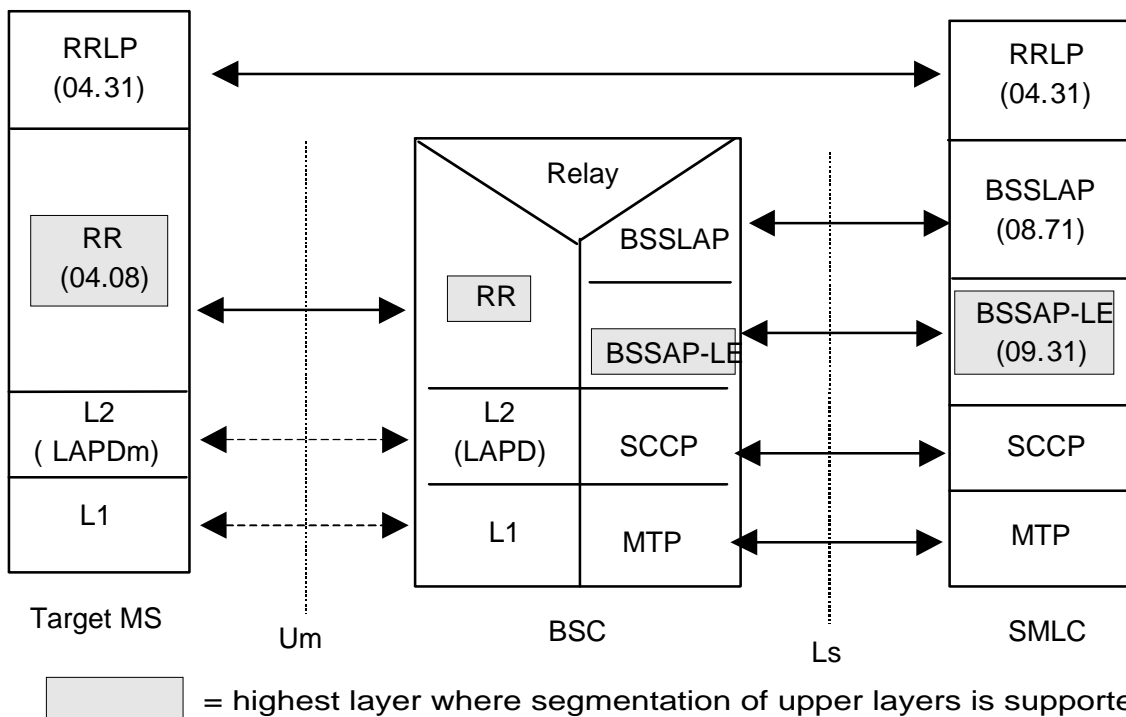 RRLP
(04.31)
RR
(04.08)
L2
( LAPDm)
L1
Target MS
Um
Relay
RR
BSSLAP
BSSAP-LE
L2
(LAPD)
SCCP
L1
MTP
BSC
Ls
RRLP
(04.31)
BSSLAP
(08.71)
BSSAP-LE
(09.31)
SCCP
MTP
SMLC
= highest layer where segmentation of upper layers is supporte